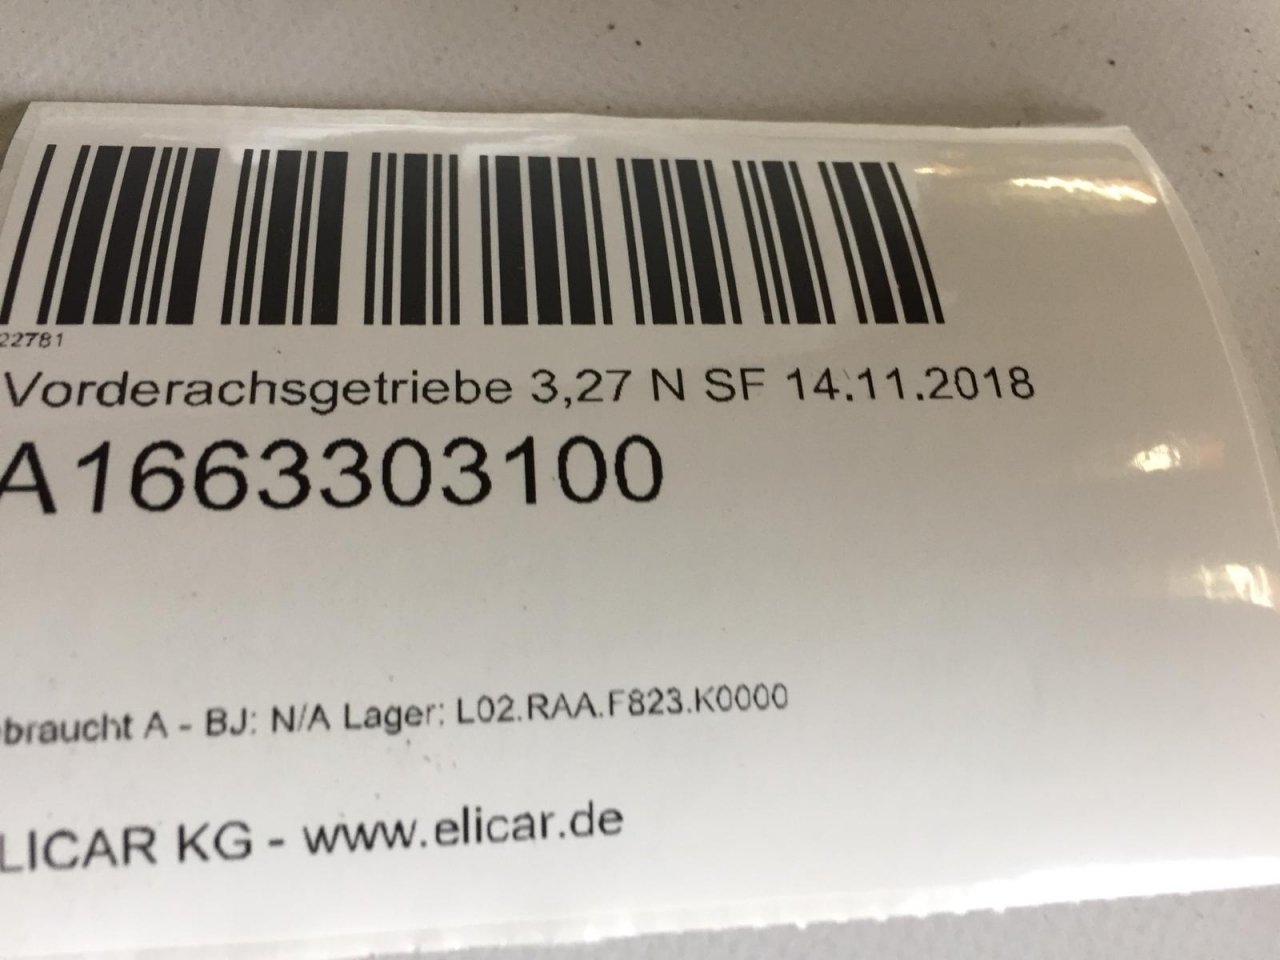 22781
Vorderachsgetriebe 3,27 N SF 14.11.2018
A1663303100
braucht A - BJ: N/A Lager: L02.RAA.F823.K0000
LICAR KG - www.elicar.de